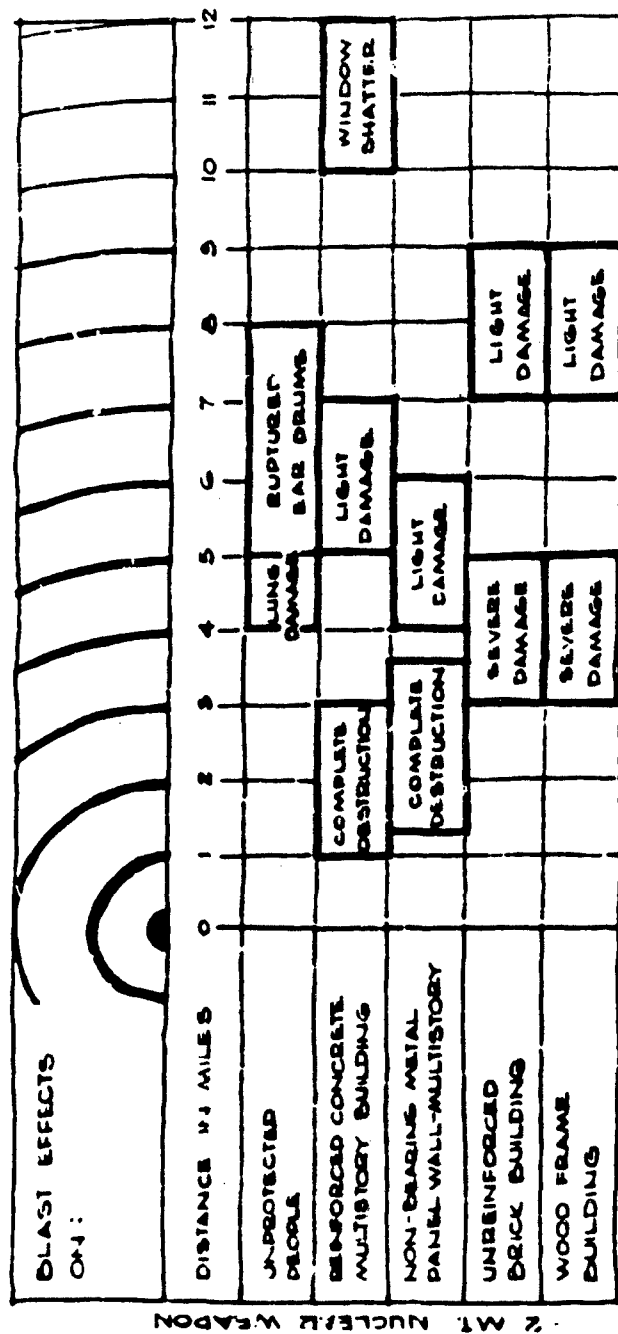 BLAST EFFECTS
ON:
DISTANCE IN MILES
0 1 2 3 4 5 6 7 8 9 10 11 12
UNPROTECTED
PEOPLE
LUNG
DAMAGE
RUPTURED
EAR DRUMS
REINFORCED CONCRETE
MULTISTORY BUILDING
COMPLETE
DESTRUCTION
LIGHT
DAMAGE
WINDOW
SHATTER
NON-BEARING METAL
PANEL WALL-MULTISTORY
COMPLETE
DESTRUCTION
LIGHT
DAMAGE
UNREINFORCED
BRICK BUILDING
SEVERE
DAMAGE
LIGHT
DAMAGE
WOOD FRAME
BUILDING
SEVERE
DAMAGE
LIGHT
DAMAGE
2 MT. NUCLEAR WEAPON